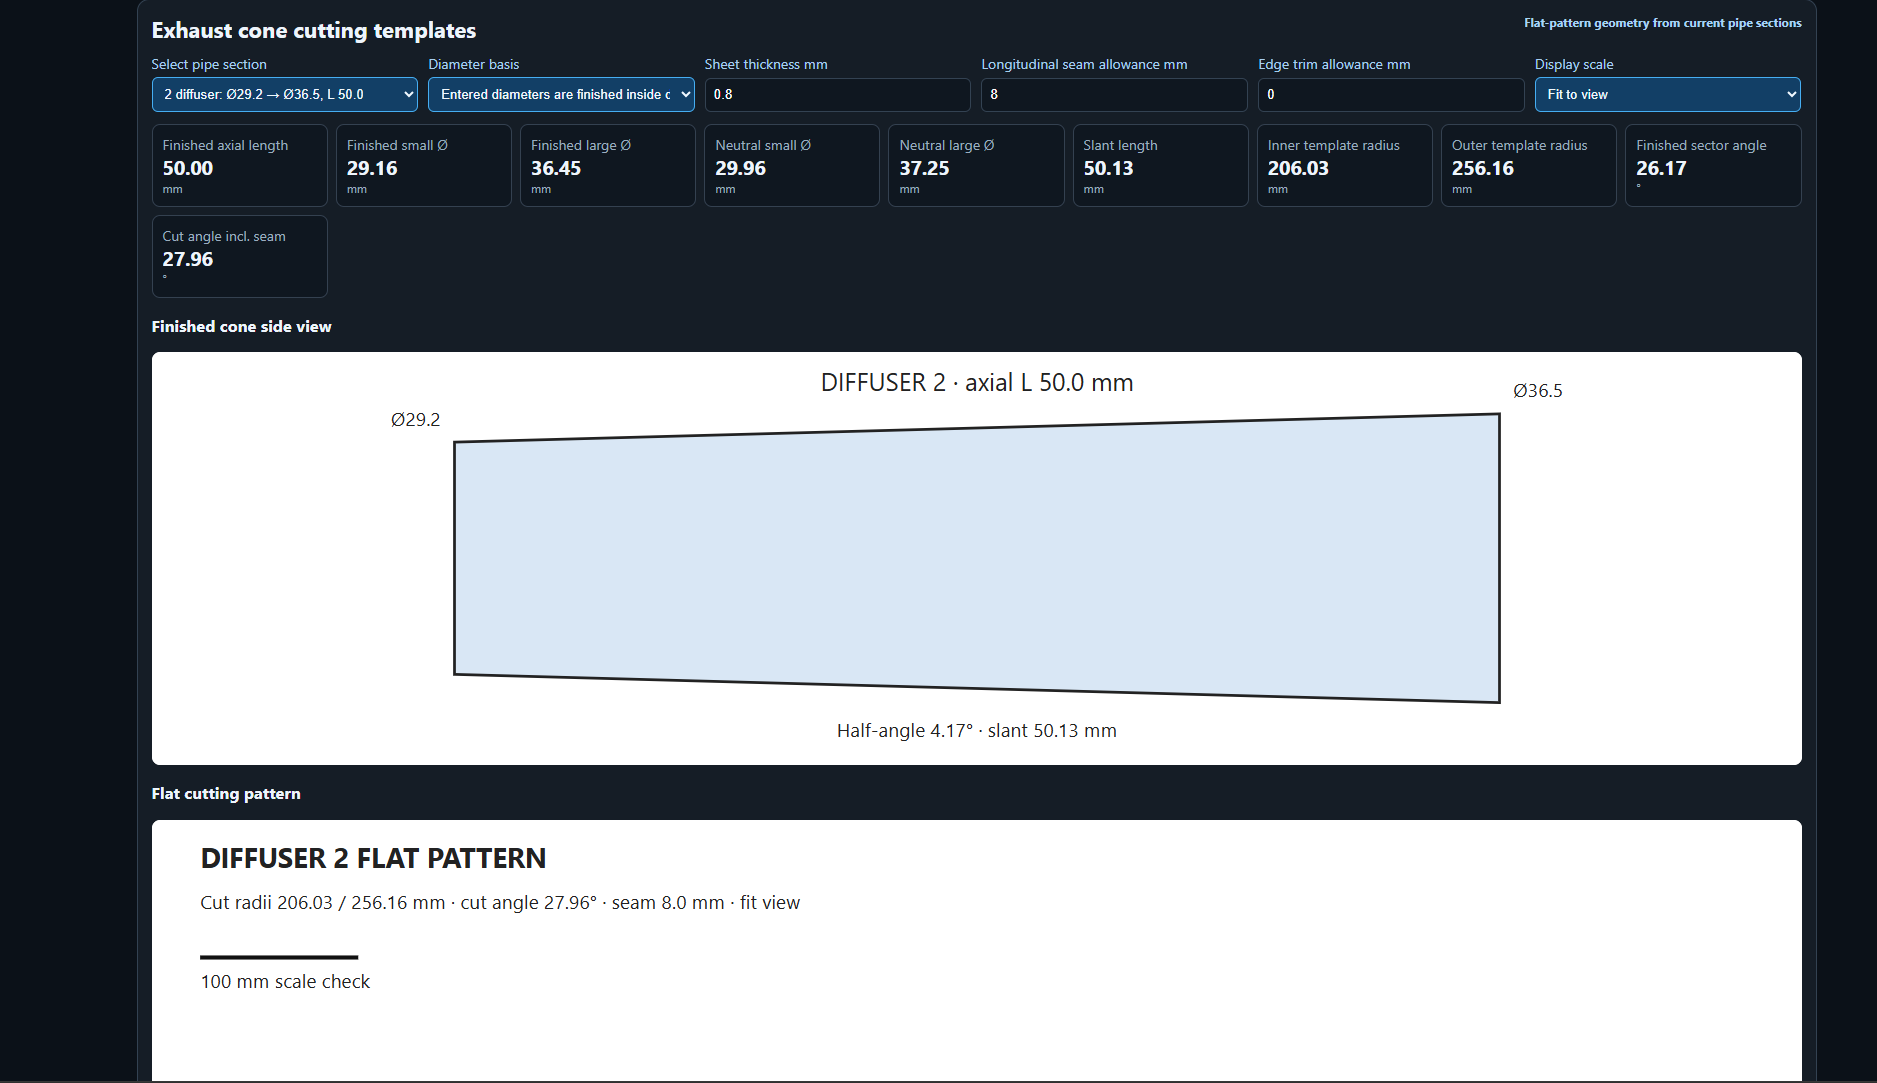 Exhaust cone cutting templates
Flat-pattern geometry from current pipe sections
Select pipe section
Diameter basis
Sheet thickness mm
Longitudinal seam allowance mm
Edge trim allowance mm
Display scale
2 diffuser: Ø29.2 → Ø36.5, L 50.0
Entered diameters are finished inside
0.8
8
0
Fit to view
Finished axial length
50.00
mm
Finished small Ø
29.16
mm
Finished large Ø
36.45
mm
Neutral small Ø
29.96
mm
Neutral large Ø
37.25
mm
Slant length
50.13
mm
Inner template radius
206.03
mm
Outer template radius
256.16
mm
Finished sector angle
26.17
°
Cut angle incl. seam
27.96
°
Finished cone side view
DIFFUSER 2 · axial L 50.0 mm
Ø29.2
Ø36.5
Half-angle 4.17° · slant 50.13 mm
Flat cutting pattern
DIFFUSER 2 FLAT PATTERN
Cut radii 206.03 / 256.16 mm · cut angle 27.96° · seam 8.0 mm · fit view
100 mm scale check